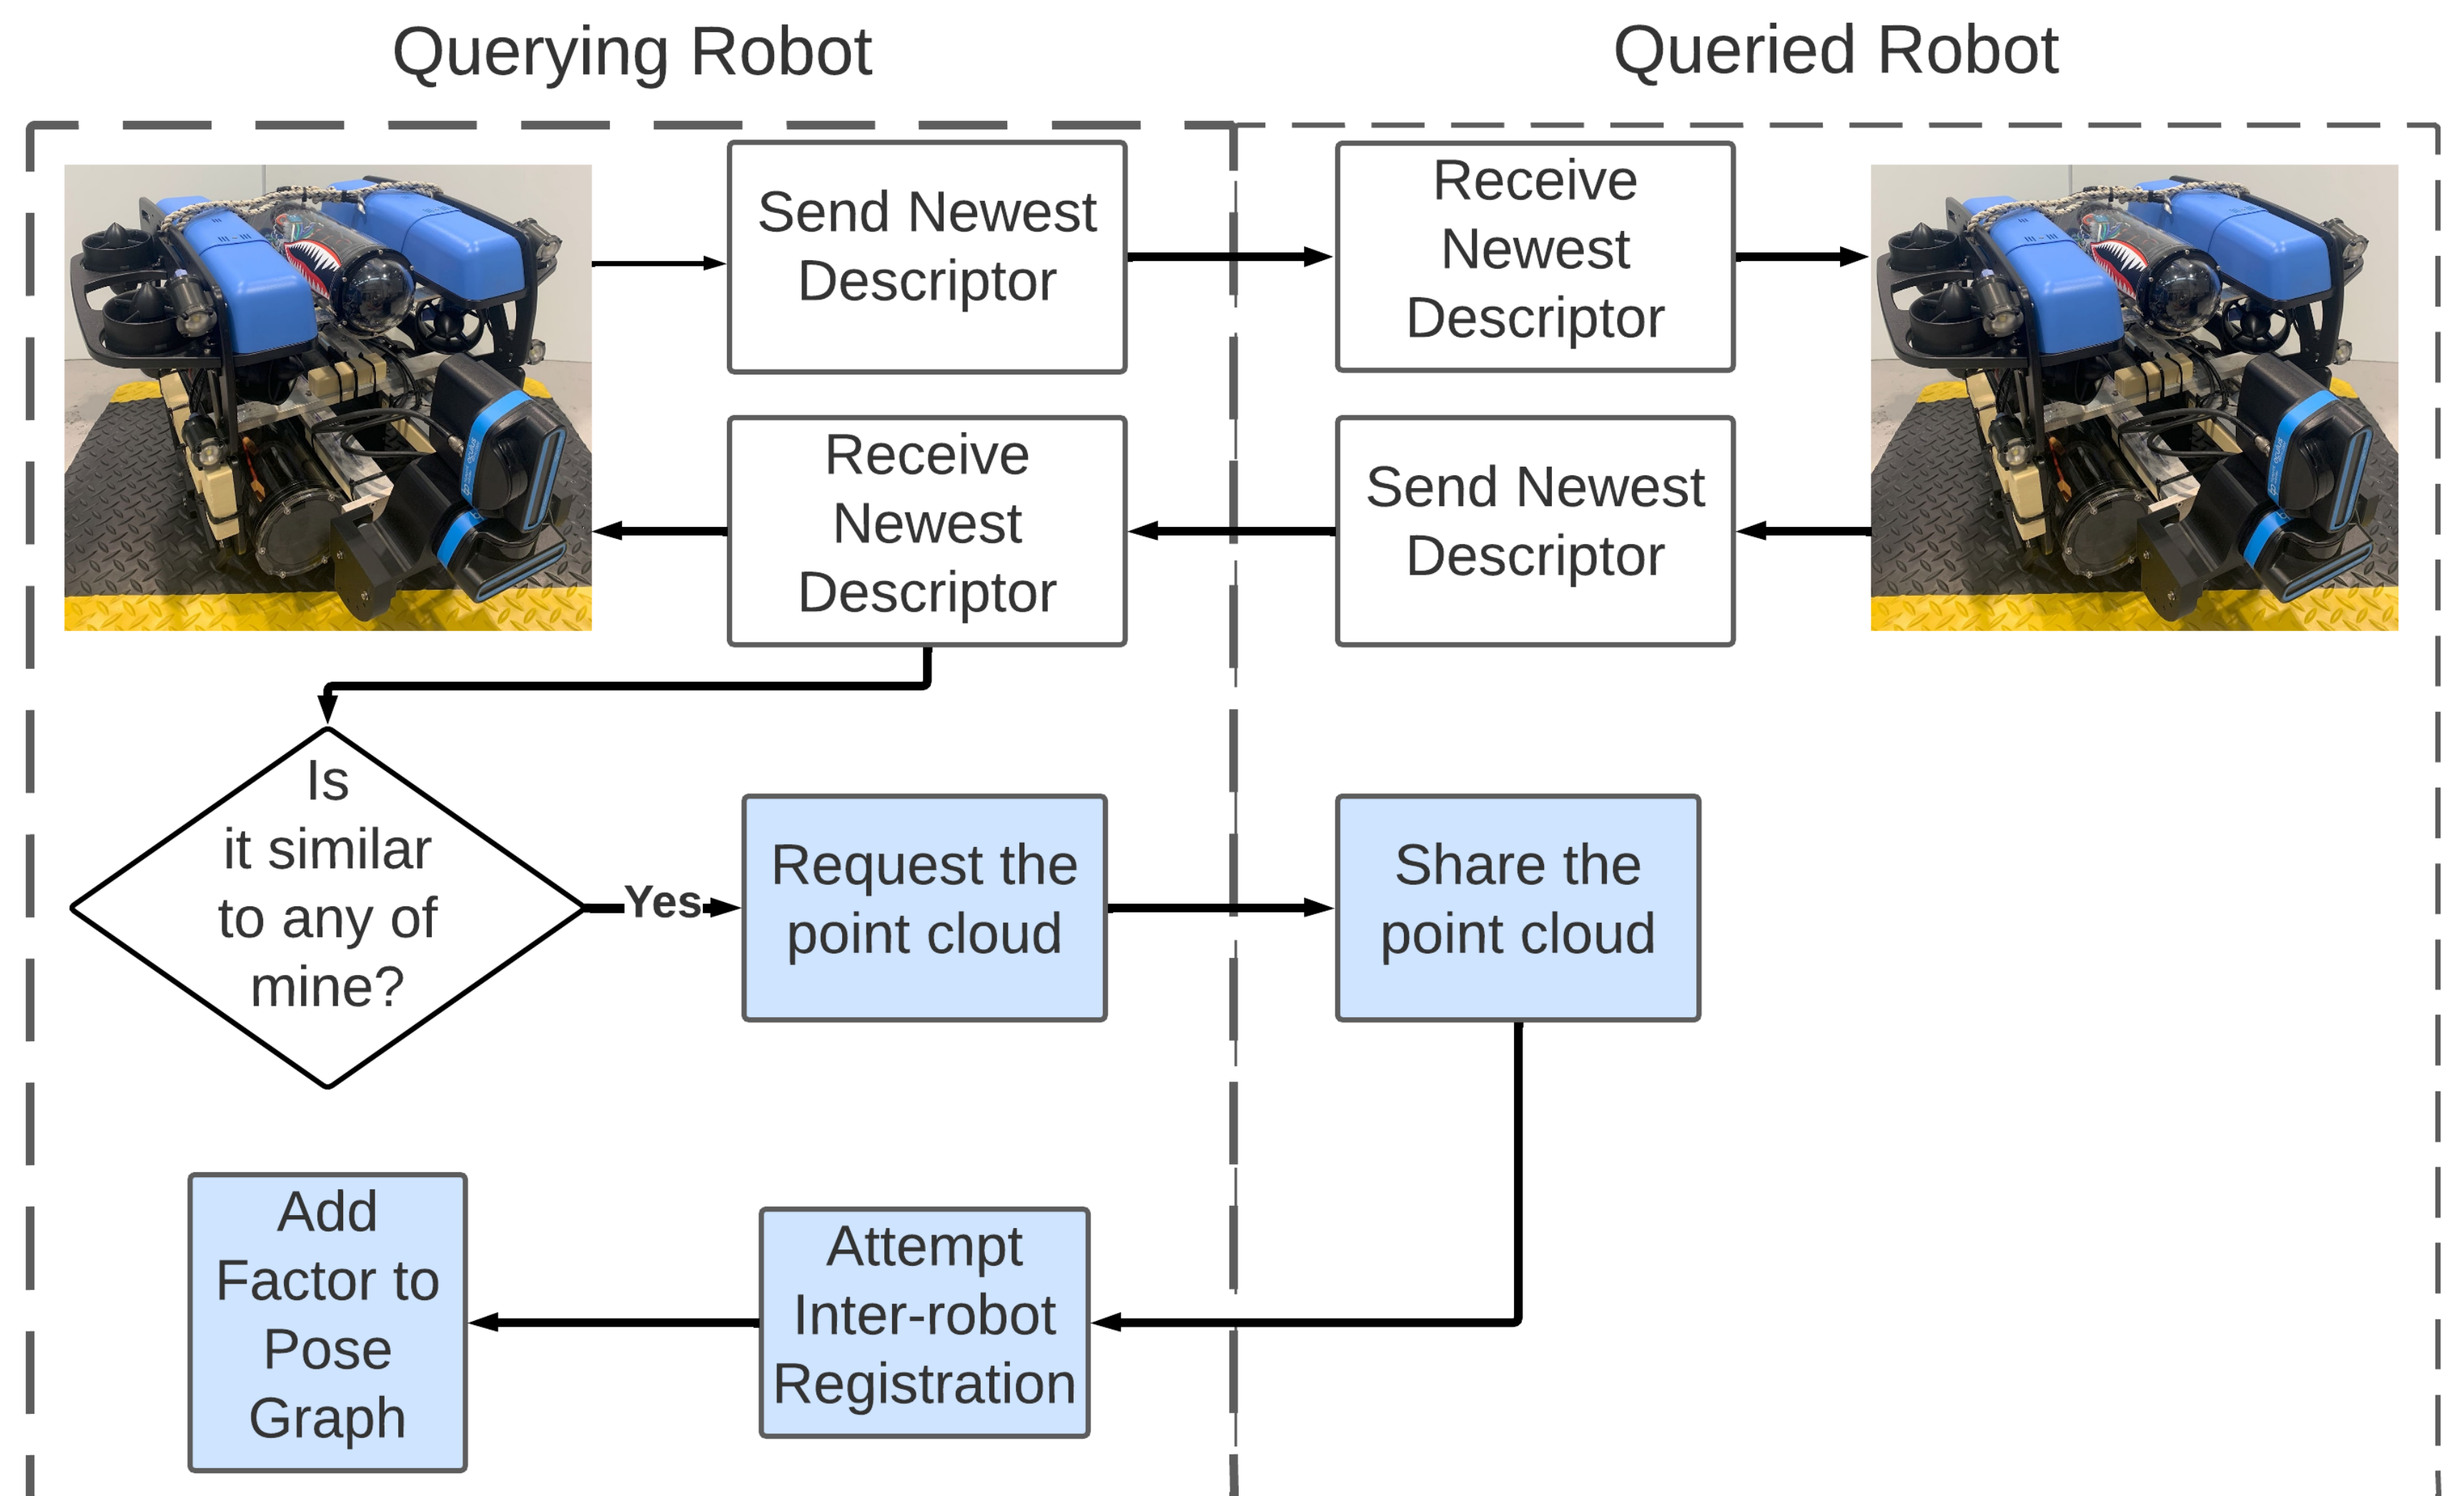 Querying Robot
Queried Robot
Send Newest
Descriptor
Receive
Newest
Descriptor
Receive
Newest
Descriptor
Send Newest
Descriptor
Is
it similar
to any of
mine?
Yes
Request the
point cloud
Share the
point cloud
Add
Factor to
Pose
Graph
Attempt
Inter-robot
Registration